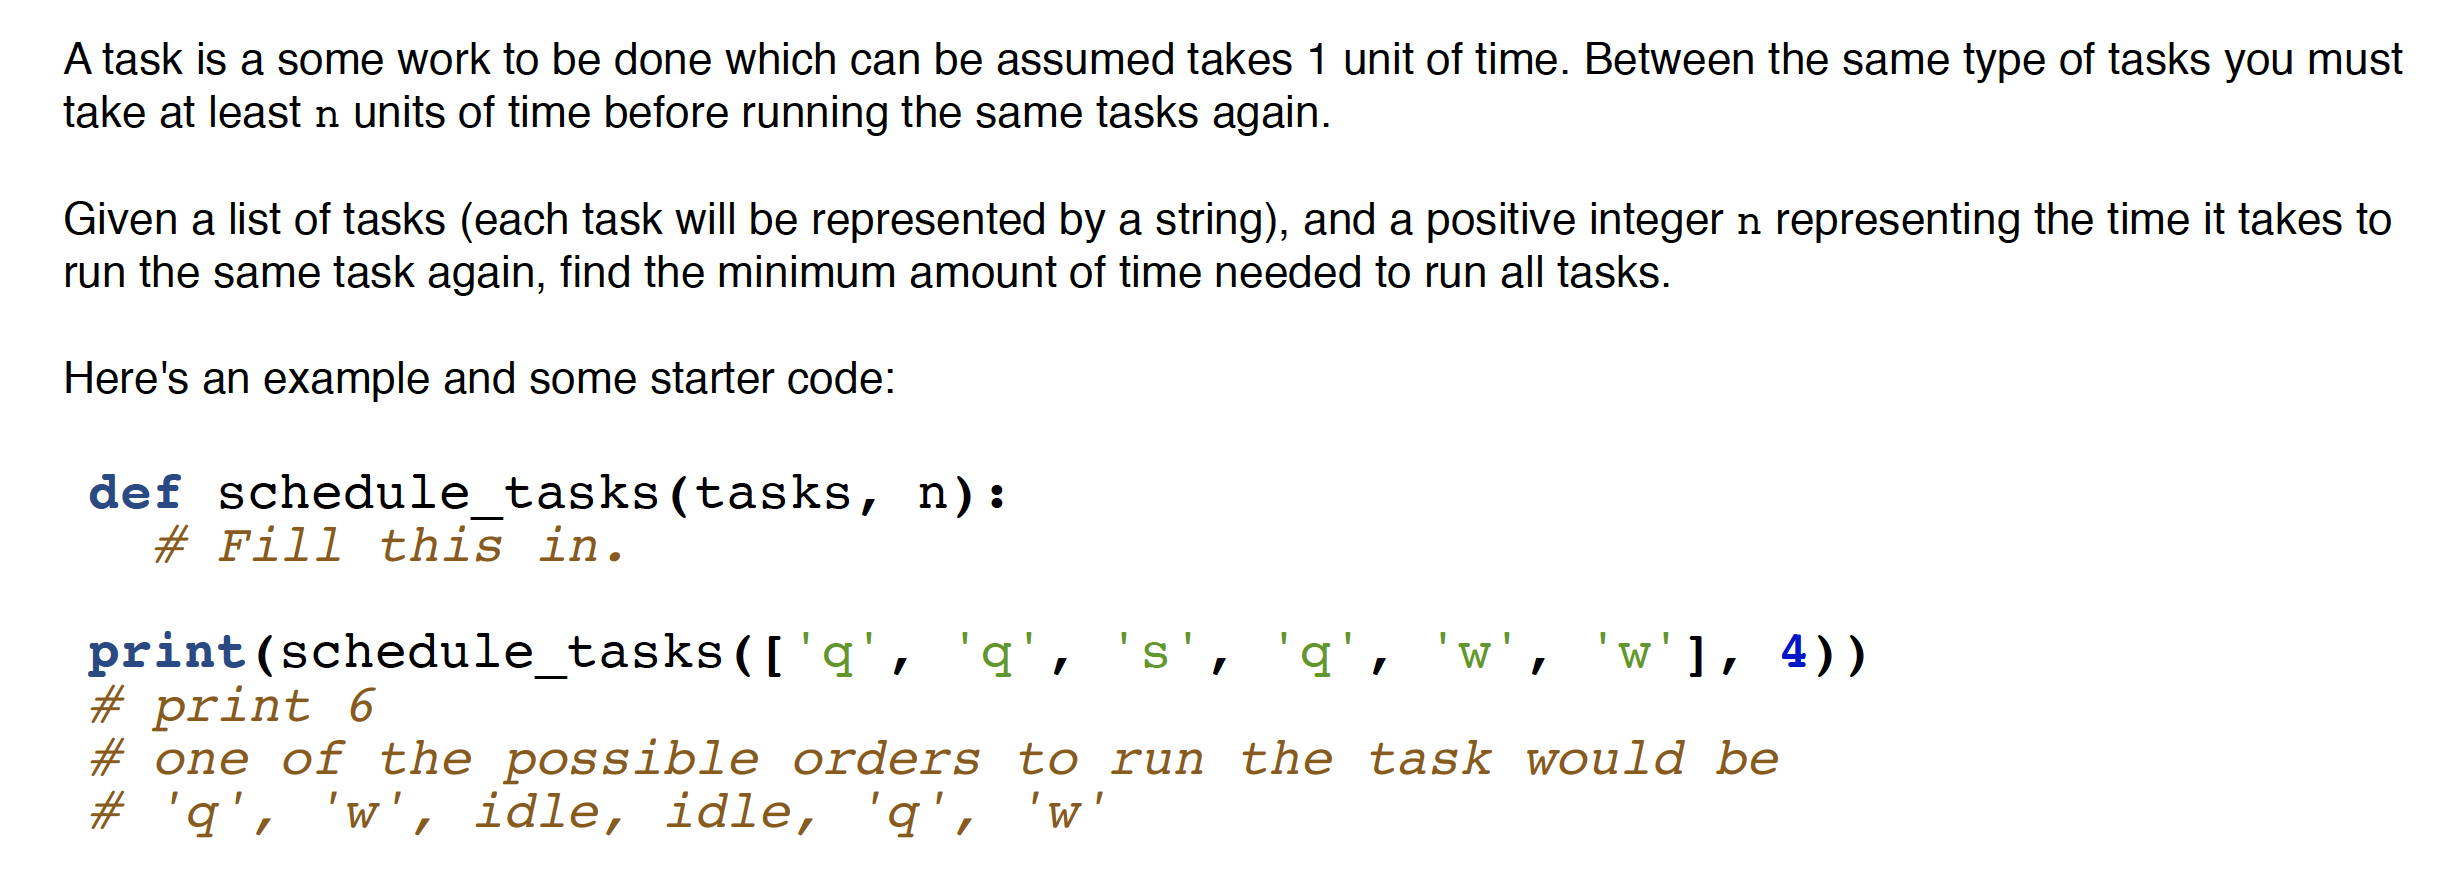 A task is a some work to be done which can be assumed takes 1 unit of time. Between the same type of tasks you must
take at least n units of time before running the same tasks again.
Given a list of tasks (each task will be represented by a string), and a positive integer n representing the time it takes to
run the same task again, find the minimum amount of time needed to run all tasks.
Here's an example and some starter code:
def schedule_tasks(tasks, n):
  # Fill this in.
print(schedule_tasks(['q', 'q', 's', 'q', 'w', 'w'], 4))
# print 6
# one of the possible orders to run the task would be
# 'q', 'w', idle, idle, 'q', 'w'